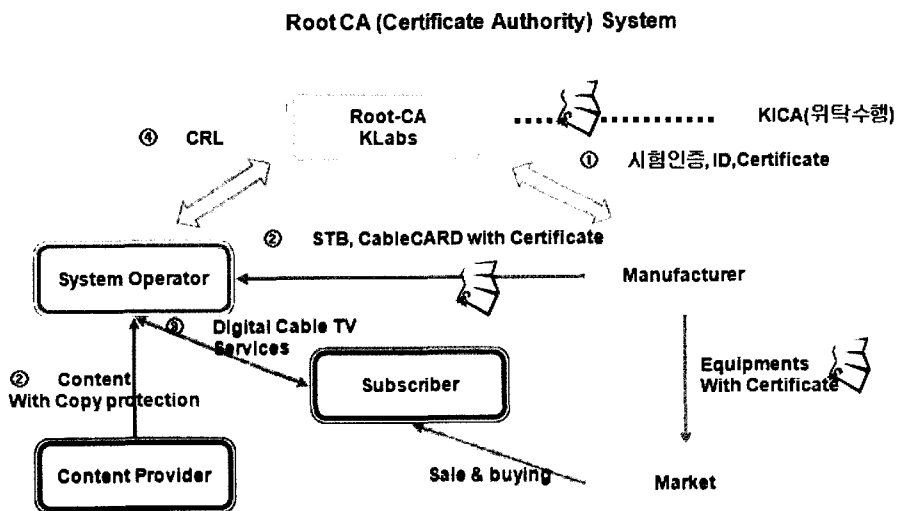 RootCA (Certificate Authority) System
Root-CA
KLabs
KICA(위탁수행)
④ CRL
① 시험인증, ID,Certificate
② STB, CableCARD with Certificate
System Operator
Manufacturer
③ Digital Cable TV
Services
② Content
With Copy protection
Subscriber
Equipments
With Certificate
Content Provider
Sale & buying
Market